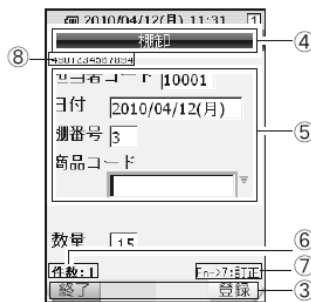 2010/04/12(月) 11:31 1
棚卸 ④
⑧ 4901234567894
担当者コード 10001
日付 2010/04/12(月)
棚番号 3 ⑤
商品コード
数量 15
⑥
件数:1 Fn->7:訂正 ⑦
終了 登録 ③